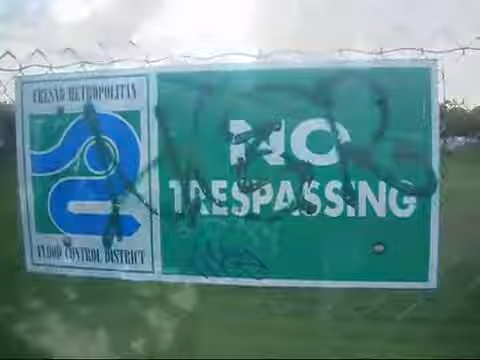 FRESNO METROPOLITAN
FLOOD CONTROL DISTRICT
NO
TRESPASSING